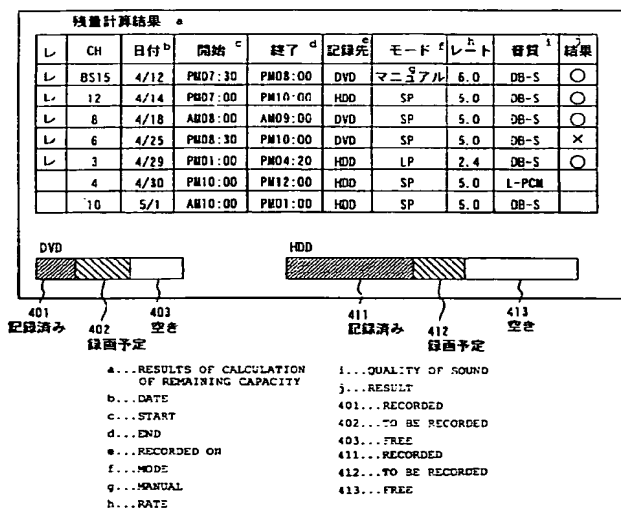 残量計算結果 a
レ CH 日付 b 開始 c 終了 d 記録先 e モード f レート h 音質 i 結果 j
レ BS15 4/12 PM07:30 PM08:00 DVD マニュアル g 6.0 DB-S ○
レ 12 4/14 PM07:00 PM10:00 HDD SP 5.0 DB-S ○
レ 8 4/18 AM08:00 AM09:00 DVD SP 5.0 DB-S ○
レ 6 4/25 PM08:30 PM10:00 DVD SP 5.0 DB-S ×
レ 3 4/29 PM01:00 PM04:20 HDD LP 2.4 DB-S ○
4 4/30 PM10:00 PM12:00 HDD SP 5.0 L-PCM
10 5/1 AM10:00 PM01:00 HDD SP 5.0 DB-S
DVD HDD
401 402 403 411 412 413
記録済み 録画予定 空き 記録済み 録画予定 空き
a...RESULTS OF CALCULATION
OF REMAINING CAPACITY
b...DATE
c...START
d...END
e...RECORDED ON
f...MODE
g...MANUAL
h...RATE
i...QUALITY OF SOUND
j...RESULT
401...RECORDED
402...TO BE RECORDED
403...FREE
411...RECORDED
412...TO BE RECORDED
413...FREE